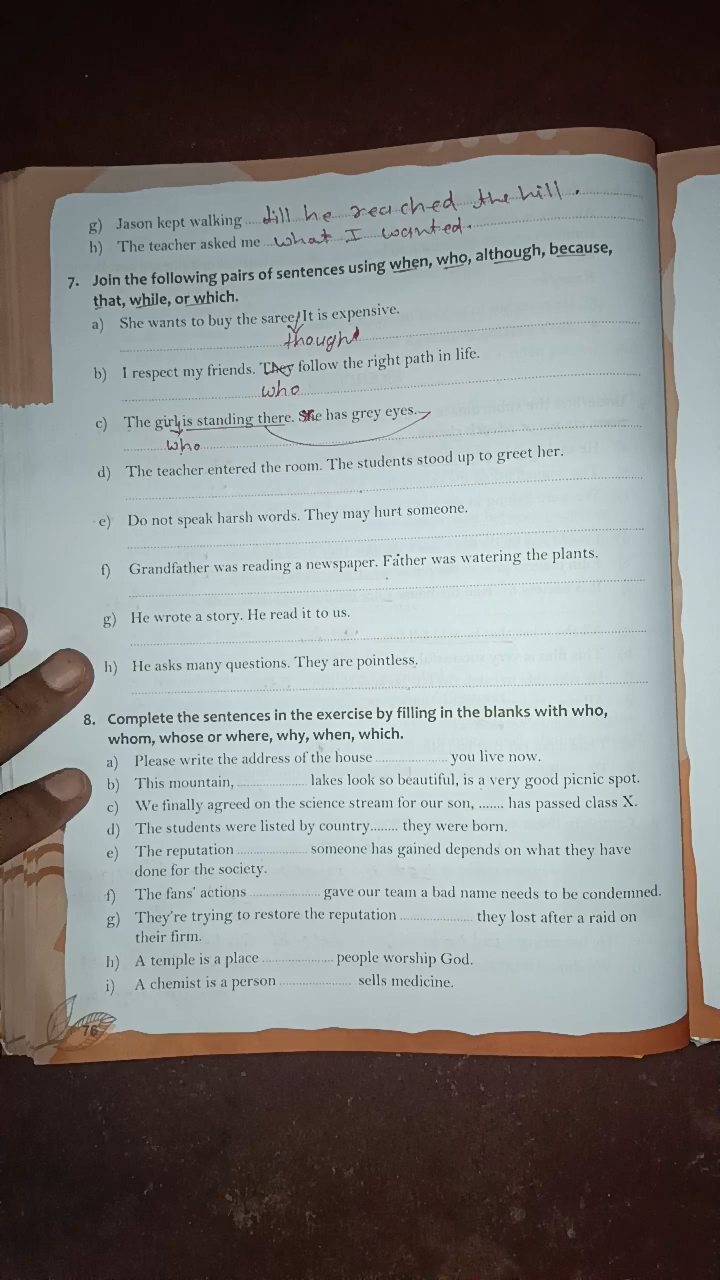 g) Jason kept walking till he reached the hill.
h) The teacher asked me what I wanted.
7. Join the following pairs of sentences using when, who, although, because,
that, while, or which.
a) She wants to buy the saree. It is expensive.
thought
b) I respect my friends. They follow the right path in life.
who
c) The girl is standing there. She has grey eyes.
who
d) The teacher entered the room. The students stood up to greet her.
e) Do not speak harsh words. They may hurt someone.
f) Grandfather was reading a newspaper. Father was watering the plants.
g) He wrote a story. He read it to us.
h) He asks many questions. They are pointless.
8. Complete the sentences in the exercise by filling in the blanks with who,
whom, whose or where, why, when, which.
a) Please write the address of the house .................... you live now.
b) This mountain, .................... lakes look so beautiful, is a very good picnic spot.
c) We finally agreed on the science stream for our son, ....... has passed class X.
d) The students were listed by country........ they were born.
e) The reputation .................... someone has gained depends on what they have
done for the society.
f) The fans' actions .................... gave our team a bad name needs to be condemned.
g) They're trying to restore the reputation .................... they lost after a raid on
their firm.
h) A temple is a place .................... people worship God.
i) A chemist is a person .................... sells medicine.
76